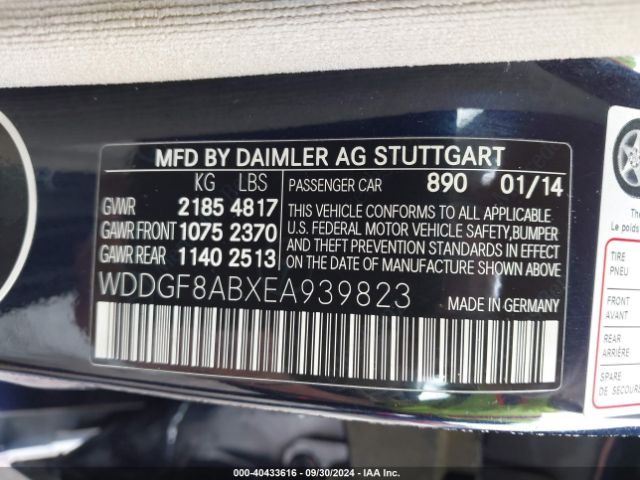 MFD BY DAIMLER AG STUTTGART
KG LBS
GVWR 2185 4817
GAWR FRONT 1075 2370
GAWR REAR 1140 2513
PASSENGER CAR 890 01/14
THIS VEHICLE CONFORMS TO ALL APPLICABLE
U.S. FEDERAL MOTOR VEHICLE SAFETY, BUMPER
AND THEFT PREVENTION STANDARDS IN EFFECT
ON THE DATE OF MANUFACTURE SHOWN ABOVE.
WDDGF8ABXEA939823
MADE IN GERMANY
Le poids
TIRE
PNEU
FRONT
AVANT
REAR
ARRIÈRE
SPARE
DE SECOURS
000-40433616 - 09/30/2024 - IAA Inc.